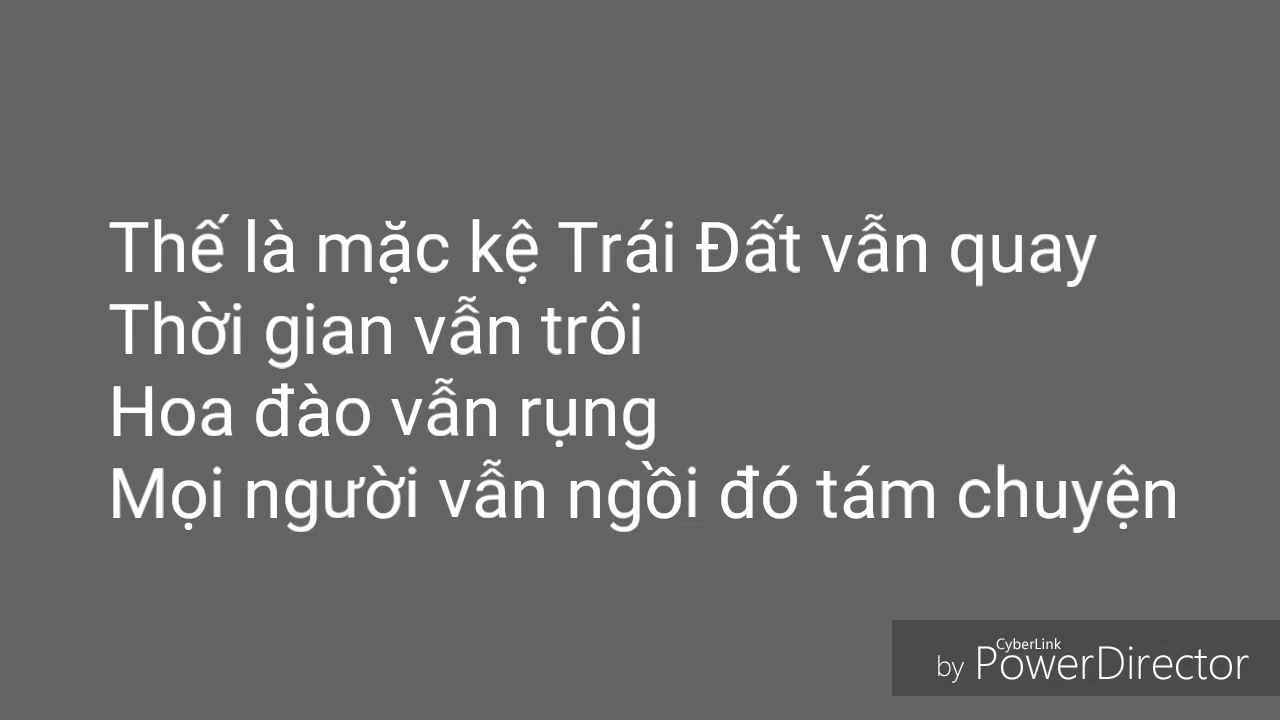 Thế là mặc kệ Trái Đất vẫn quay
Thời gian vẫn trôi
Hoa đào vẫn rụng
Mọi người vẫn ngồi đó tám chuyện
CyberLink
by PowerDirector